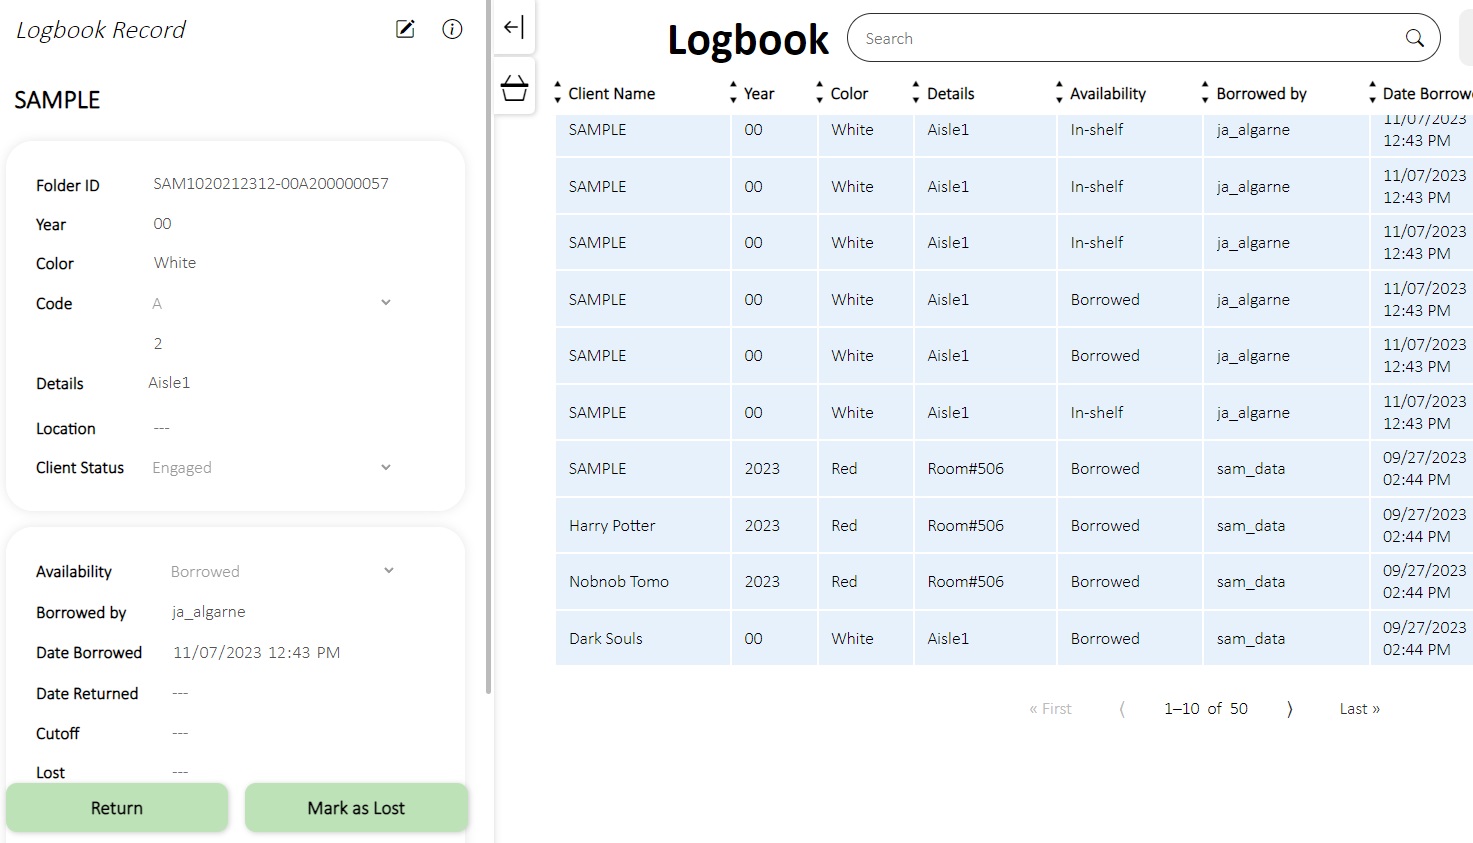 Logbook Record
SAMPLE
Folder ID SAM1020212312-00A200000057
Year 00
Color White
Code A
2
Details Aisle1
Location ---
Client Status Engaged
Availability Borrowed
Borrowed by ja_algarne
Date Borrowed 11/07/2023 12:43 PM
Date Returned ---
Cutoff ---
Lost ---
Return Mark as Lost
Logbook Search
Client Name Year Color Details Availability Borrowed by Date Borrow
SAMPLE 00 White Aisle1 In-shelf ja_algarne 11/07/2023
12:43 PM
SAMPLE 00 White Aisle1 In-shelf ja_algarne 11/07/2023
12:43 PM
SAMPLE 00 White Aisle1 In-shelf ja_algarne 11/07/2023
12:43 PM
SAMPLE 00 White Aisle1 Borrowed ja_algarne 11/07/2023
12:43 PM
SAMPLE 00 White Aisle1 Borrowed ja_algarne 11/07/2023
12:43 PM
SAMPLE 00 White Aisle1 In-shelf ja_algarne 11/07/2023
12:43 PM
SAMPLE 2023 Red Room#506 Borrowed sam_data 09/27/2023
02:44 PM
Harry Potter 2023 Red Room#506 Borrowed sam_data 09/27/2023
02:44 PM
Nobnob Tomo 2023 Red Room#506 Borrowed sam_data 09/27/2023
02:44 PM
Dark Souls 00 White Aisle1 Borrowed sam_data 09/27/2023
02:44 PM
« First ⟨ 1–10 of 50 ⟩ Last »